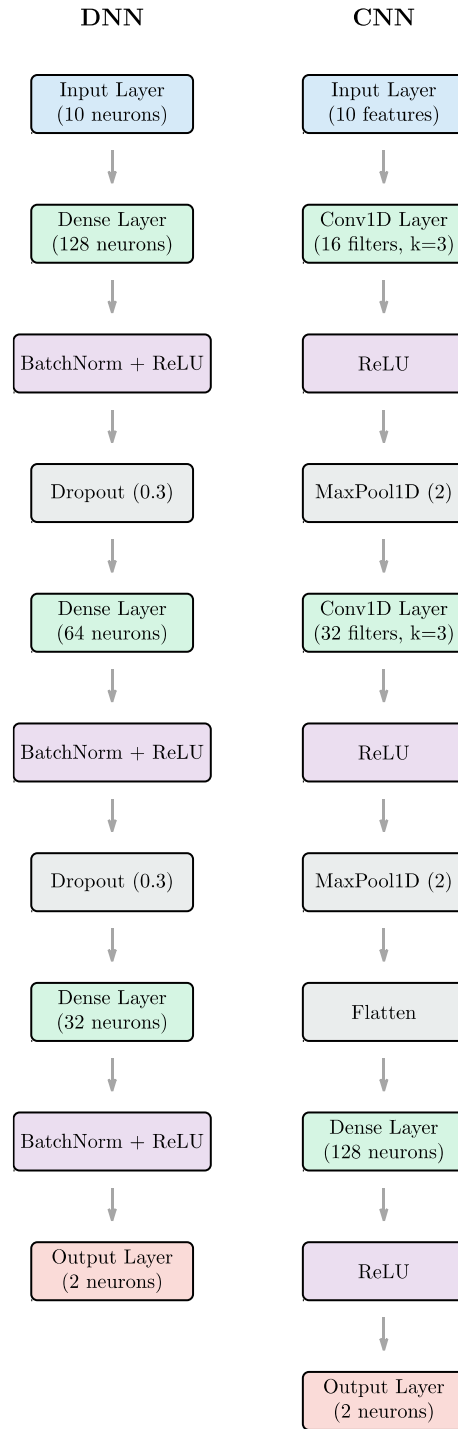 DNN
Input Layer
(10 neurons)
Dense Layer
(128 neurons)
BatchNorm + ReLU
Dropout (0.3)
Dense Layer
(64 neurons)
BatchNorm + ReLU
Dropout (0.3)
Dense Layer
(32 neurons)
BatchNorm + ReLU
Output Layer
(2 neurons)
CNN
Input Layer
(10 features)
Conv1D Layer
(16 filters, k=3)
ReLU
MaxPool1D (2)
Conv1D Layer
(32 filters, k=3)
ReLU
MaxPool1D (2)
Flatten
Dense Layer
(128 neurons)
ReLU
Output Layer
(2 neurons)